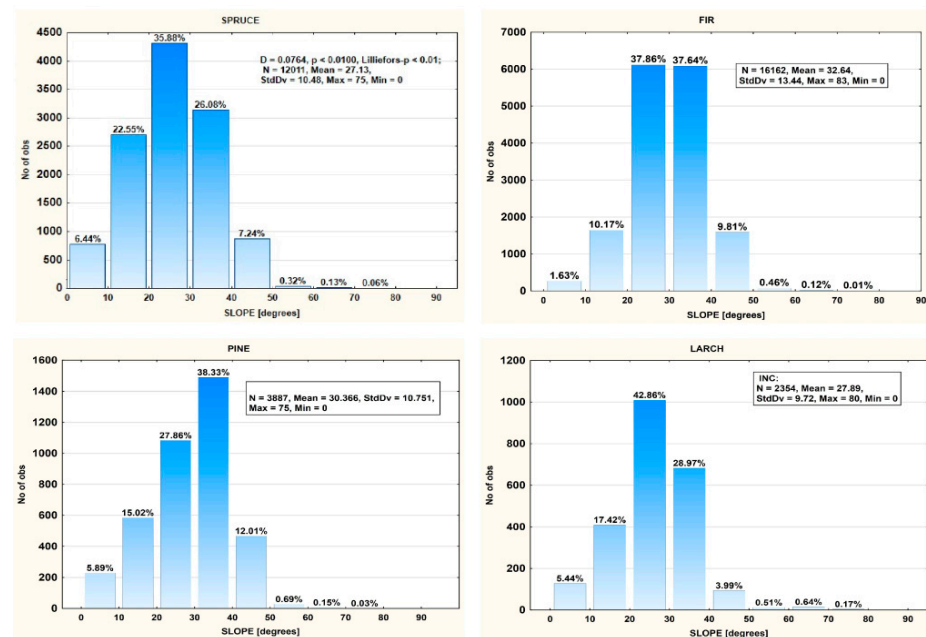 SPRUCE
4500
4000
3500
3000
2500
2000
1500
1000
500
0
No of obs
D = 0.0764, p < 0.0100, Lilliefors-p < 0.01;
N = 12011, Mean = 27.13,
StdDv = 10.48, Max = 75, Min = 0
6.44%
22.55%
35.88%
26.08%
7.24%
0.32%
0.13%
0.06%
0 10 20 30 40 50 60 70 80 90
SLOPE [degrees]
FIR
7000
6000
5000
4000
3000
2000
1000
0
No of obs
N = 16162, Mean = 32.64,
StdDv = 13.44, Max = 83, Min = 0
1.63%
10.17%
37.86%
37.64%
9.81%
0.46%
0.12%
0.01%
0 10 20 30 40 50 60 70 80 90
SLOPE [degrees]
PINE
1600
1400
1200
1000
800
600
400
200
0
No of obs
N = 3887, Mean = 30.366, StdDv = 10.751,
Max = 75, Min = 0
5.89%
15.02%
27.86%
38.33%
12.01%
0.69%
0.15%
0.03%
0 10 20 30 40 50 60 70 80 90
SLOPE [degrees]
LARCH
1200
1000
800
600
400
200
0
No of obs
INC:
N = 2354, Mean = 27.89,
StdDv = 9.72, Max = 80, Min = 0
5.44%
17.42%
42.86%
28.97%
3.99%
0.51%
0.64%
0.17%
0 10 20 30 40 50 60 70 80 90
SLOPE [degrees]